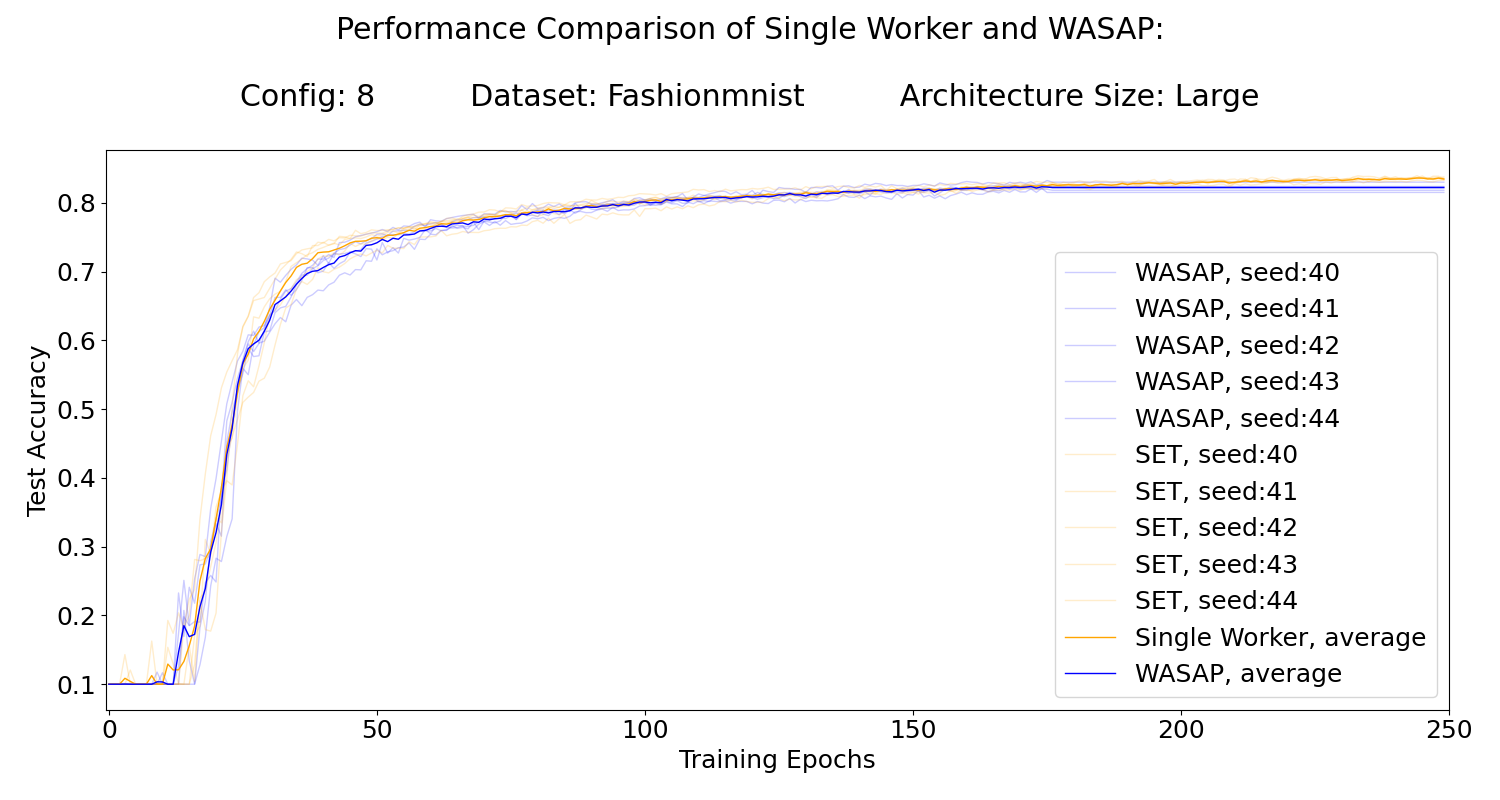 Performance Comparison of Single Worker and WASAP:
Config: 8 Dataset: Fashionmnist Architecture Size: Large
Test Accuracy
0.8
0.7
0.6
0.5
0.4
0.3
0.2
0.1
WASAP, seed:40
WASAP, seed:41
WASAP, seed:42
WASAP, seed:43
WASAP, seed:44
SET, seed:40
SET, seed:41
SET, seed:42
SET, seed:43
SET, seed:44
Single Worker, average
WASAP, average
0 50 100 150 200 250
Training Epochs